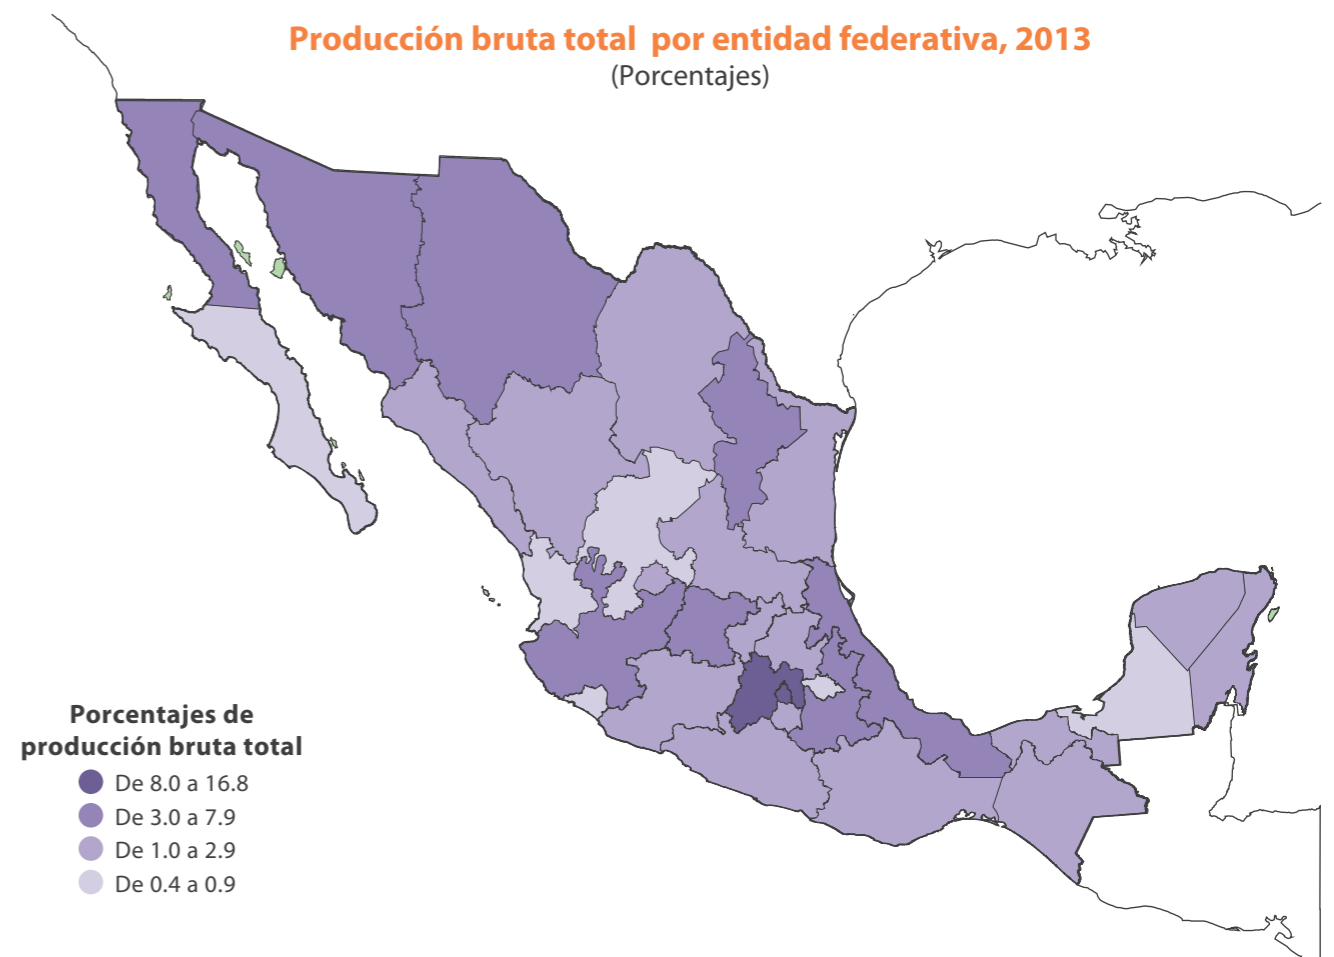 Producción bruta total por entidad federativa, 2013
(Porcentajes)
Porcentajes de
producción bruta total
De 8.0 a 16.8
De 3.0 a 7.9
De 1.0 a 2.9
De 0.4 a 0.9